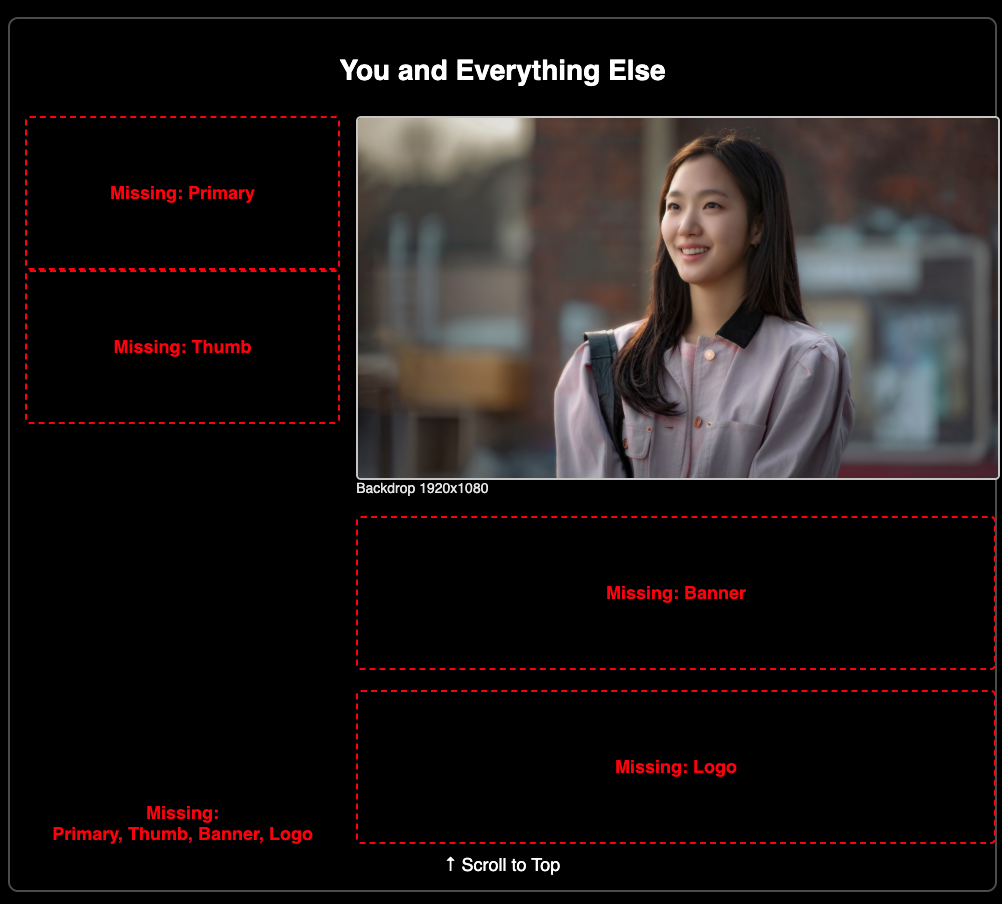 You and Everything Else
Missing: Primary
Missing: Thumb
Backdrop 1920x1080
Missing: Banner
Missing: Logo
Missing:
Primary, Thumb, Banner, Logo
↑ Scroll to Top